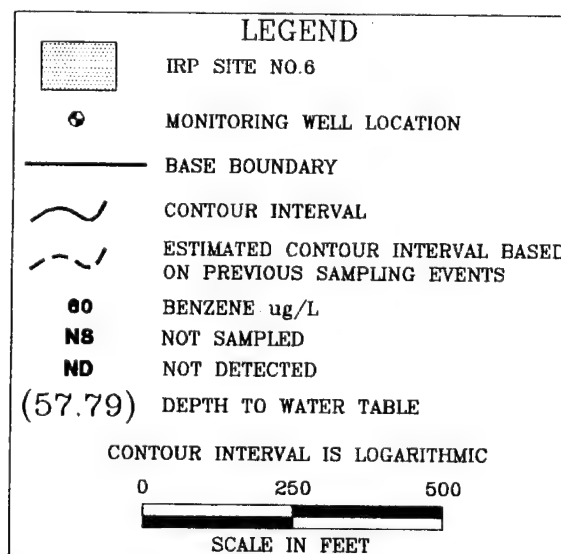 LEGEND
IRP SITE NO.6
MONITORING WELL LOCATION
BASE BOUNDARY
CONTOUR INTERVAL
ESTIMATED CONTOUR INTERVAL BASED
ON PREVIOUS SAMPLING EVENTS
60 BENZENE ug/L
NS NOT SAMPLED
ND NOT DETECTED
(57.79) DEPTH TO WATER TABLE
CONTOUR INTERVAL IS LOGARITHMIC
0 250 500
SCALE IN FEET